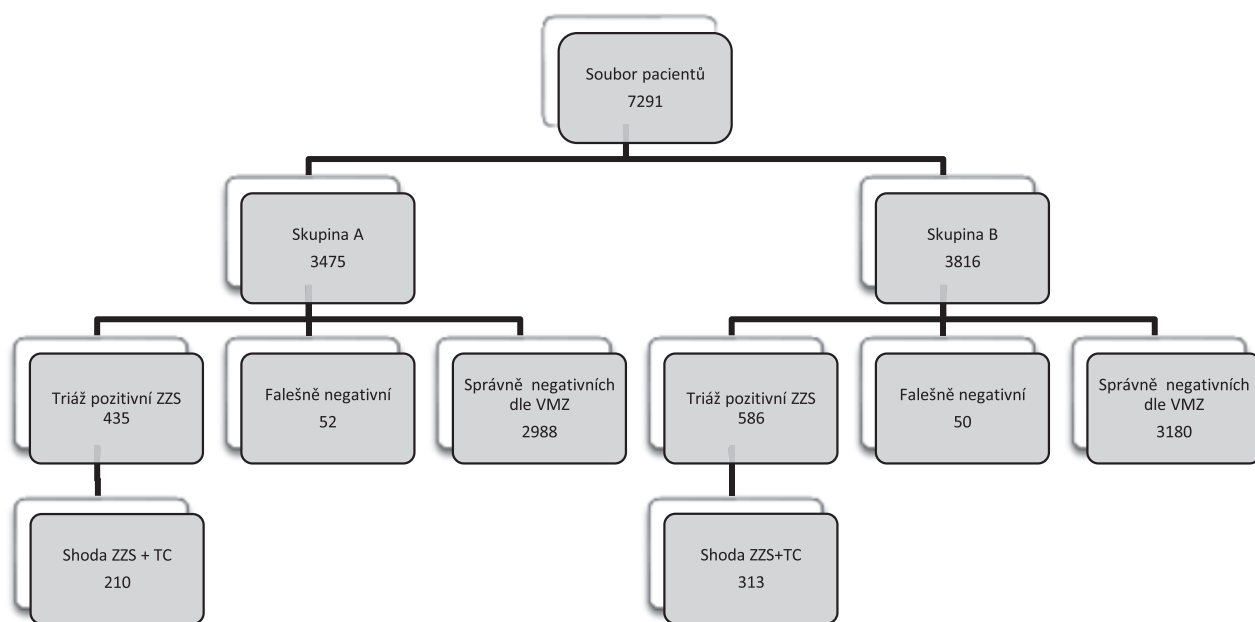 Soubor pacientů
7291
Skupina A
3475
Skupina B
3816
Triáž pozitivní ZZS
435
Falešně negativní
52
Správně negativních
dle VMZ
2988
Triáž pozitivní ZZS
586
Falešně negativní
50
Správně negativních
dle VMZ
3180
Shoda ZZS + TC
210
Shoda ZZS+TC
313